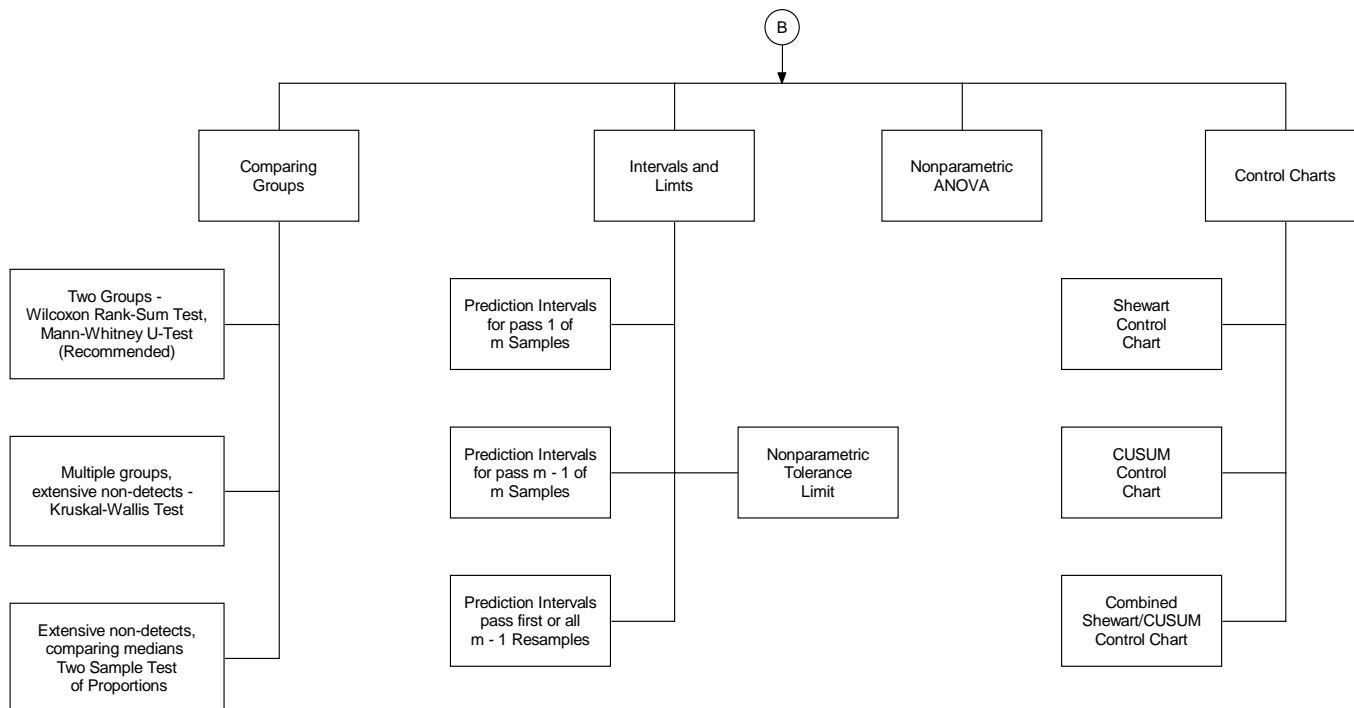 B
Comparing
Groups
Intervals and
Limts
Nonparametric
ANOVA
Control Charts
Two Groups -
Wilcoxon Rank-Sum Test,
Mann-Whitney U-Test
(Recommended)
Prediction Intervals
for pass 1 of
m Samples
Shewart
Control
Chart
Multiple groups,
extensive non-detects -
Kruskal-Wallis Test
Prediction Intervals
for pass m - 1 of
m Samples
Nonparametric
Tolerance
Limit
CUSUM
Control
Chart
Extensive non-detects,
comparing medians
Two Sample Test
of Proportions
Prediction Intervals
pass first or all
m - 1 Resamples
Combined
Shewart/CUSUM
Control Chart